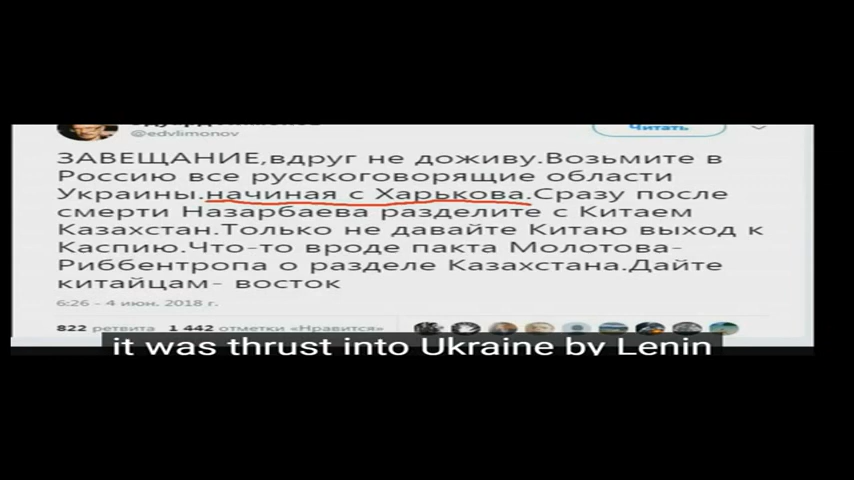 @edvlimonov
Читать
ЗАВЕЩАНИЕ,вдруг не доживу.Возьмите в
Россию все русскоговорящие области
Украины.начиная с Харькова.Сразу после
смерти Назарбаева разделите с Китаем
Казахстан.Только не давайте Китаю выход к
Каспию.Что-то вроде пакта Молотова-
Риббентропа о разделе Казахстана.Дайте
китайцам- восток
6:26 - 4 июн. 2018 г.
822 ретвита 1 442 отметки «Нравится»
it was thrust into Ukraine by Lenin